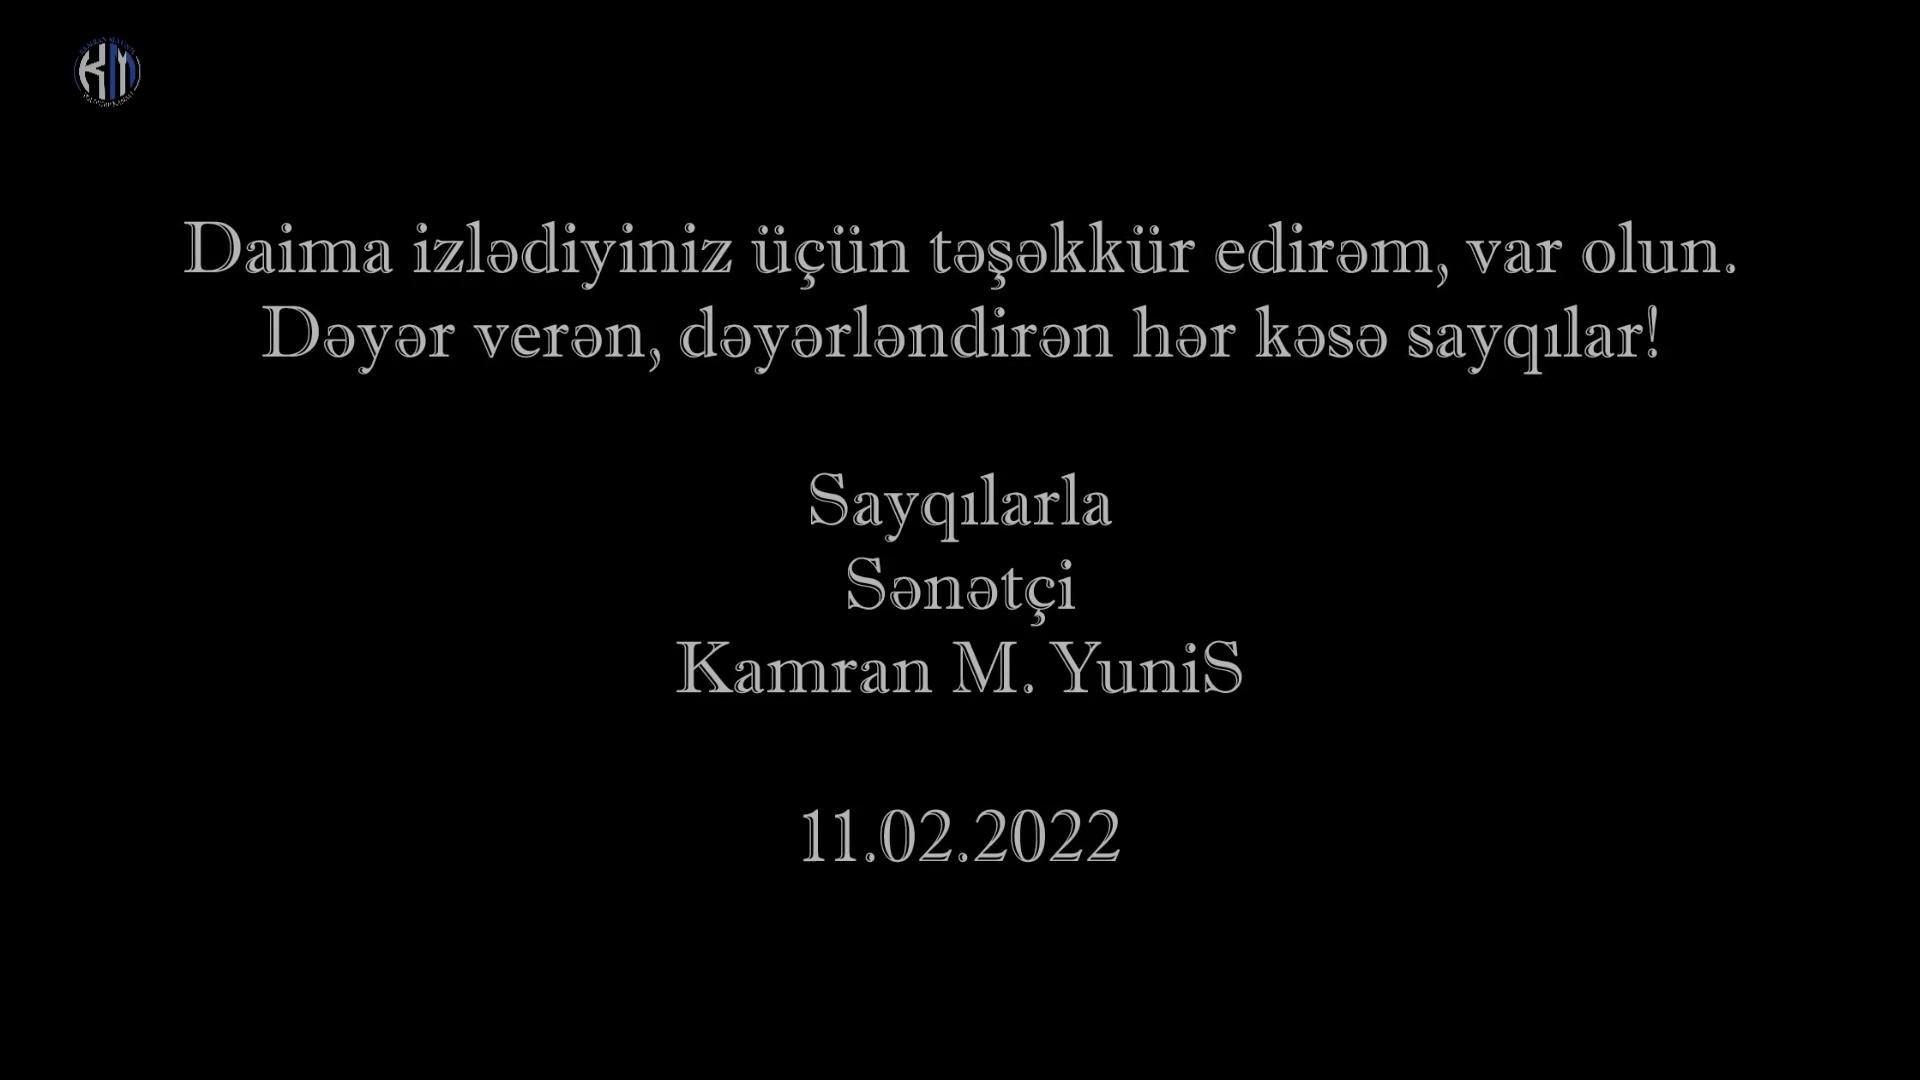 KM
Daima izlədiyiniz üçün təşəkkür edirəm, var olun.
Dəyər verən, dəyərləndirən hər kəsə sayqılar!
Sayqılarla
Sənətçi
Kamran M. YuniS
11.02.2022